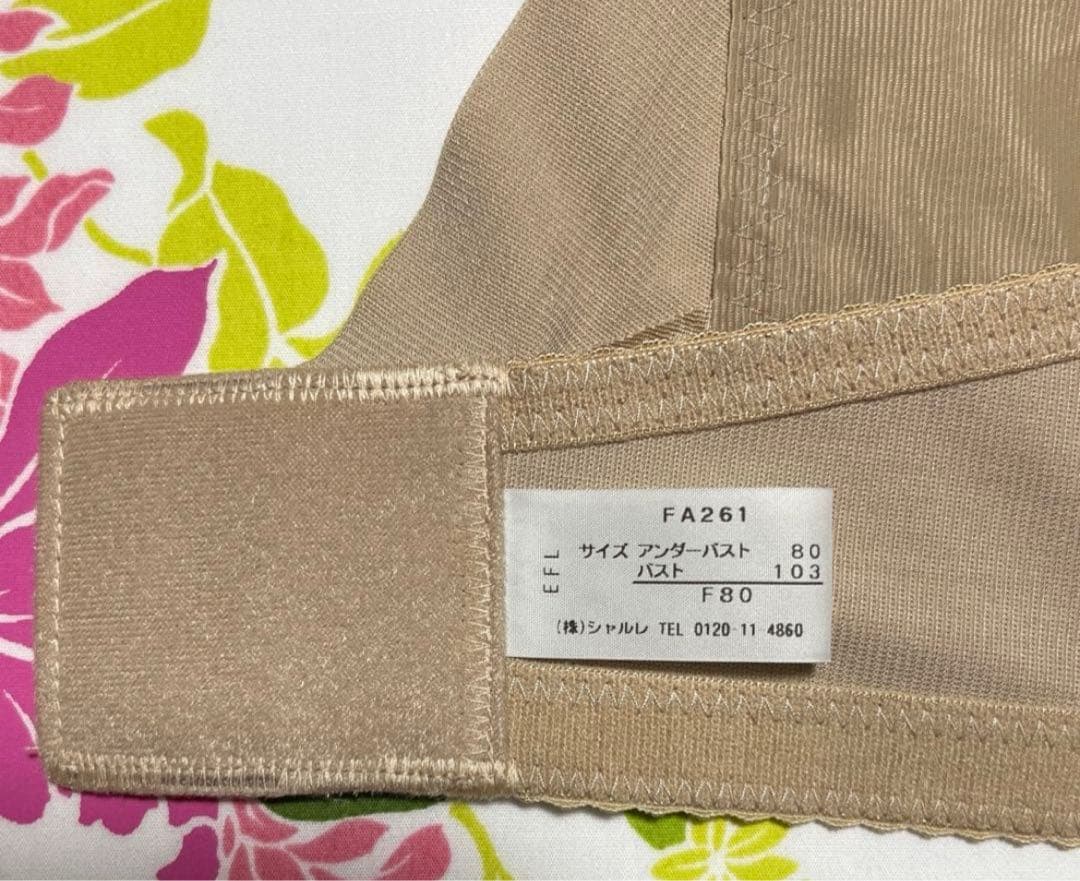 FA261
サイズ アンダーバスト 80
バスト 103
F80
(株)シャルレ TEL 0120-11-4860
EFL